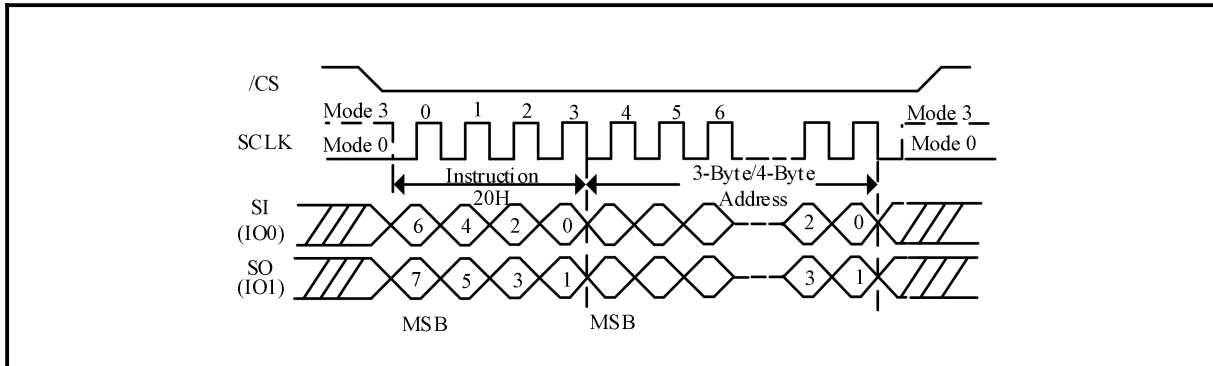 /CS
Mode 3 0 1 2 3 4 5 6 Mode 3
SCLK
Mode 0 Mode 0
Instruction 3-Byte/4-Byte
20H Address
SI
(IO0)
6 4 2 0 2 0
SO
(IO1)
7 5 3 1 3 1
MSB MSB